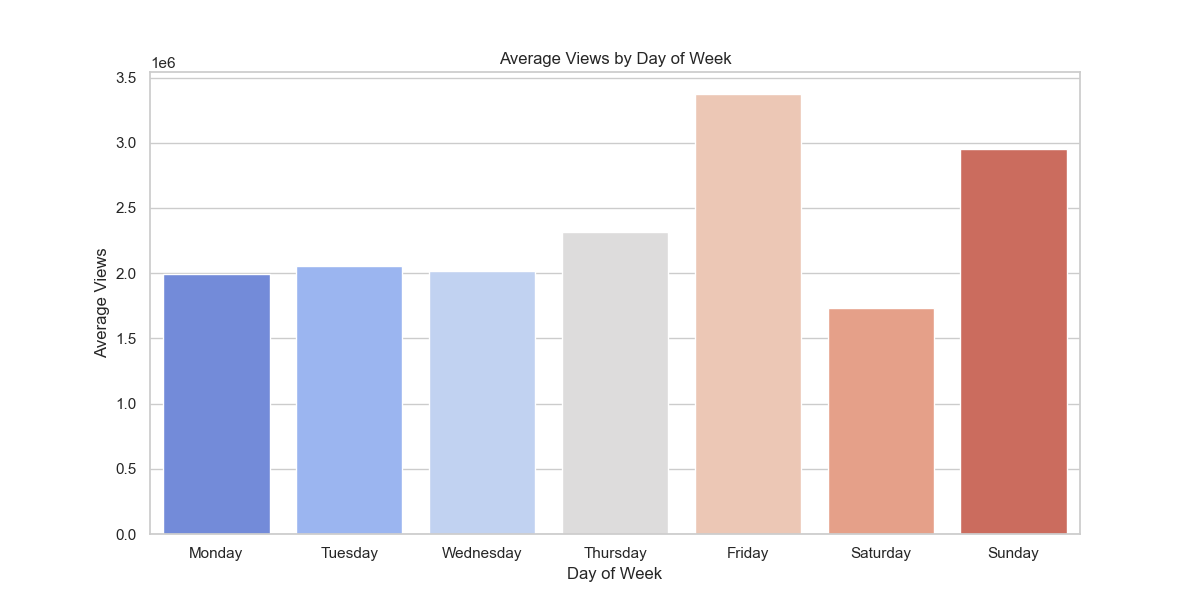 Average Views by Day of Week
1e6
3.5
3.0
2.5
2.0
1.5
1.0
0.5
0.0
Average Views
Monday Tuesday Wednesday Thursday Friday Saturday Sunday
Day of Week